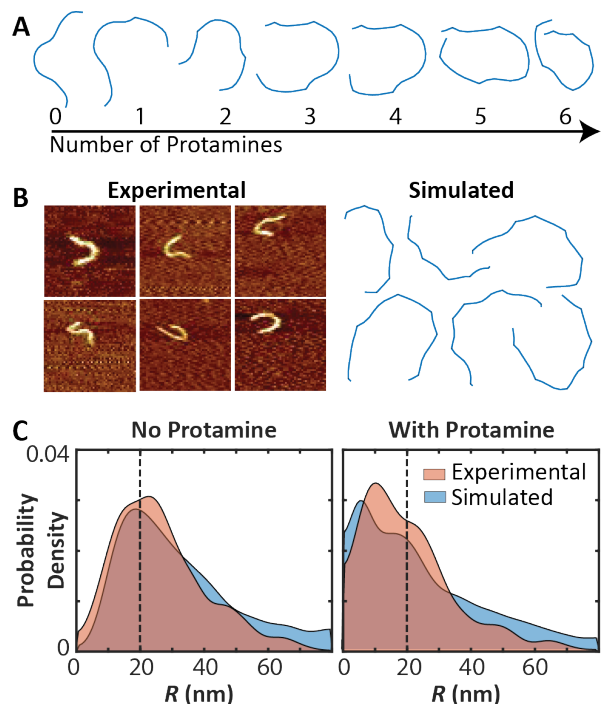 A
0 1 2 3 4 5 6
Number of Protamines
B
Experimental Simulated
C
No Protamine With Protamine
0.04
Experimental
Simulated
Probability
Density
0
0 20 40 60 0 20 40 60
R (nm) R (nm)